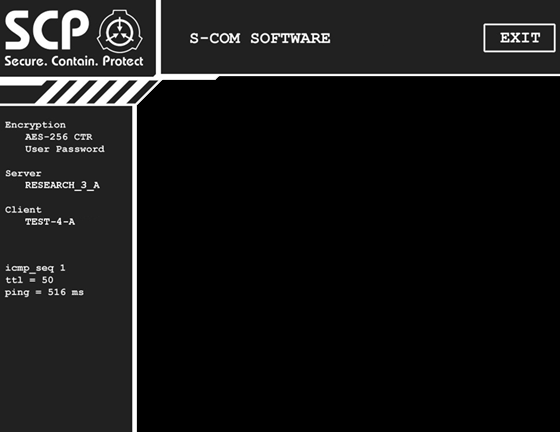 SCP
Secure. Contain. Protect
S-COM SOFTWARE
EXIT
Encryption
AES-256 CTR
User Password
Server
RESEARCH_3_A
Client
TEST-4-A
icmp_seq 1
ttl = 50
ping = 516 ms